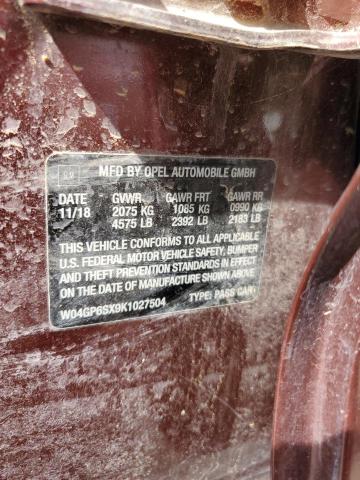 MFD BY OPEL AUTOMOBILE GMBH
DATE GVWR GAWR FRT GAWR RR
11/18 2075 KG 1085 KG 0990 KG
4575 LB 2392 LB 2183 LB
THIS VEHICLE CONFORMS TO ALL APPLICABLE
U.S. FEDERAL MOTOR VEHICLE SAFETY, BUMPER
AND THEFT PREVENTION STANDARDS IN EFFECT
ON THE DATE OF MANUFACTURE SHOWN ABOVE
W04GP6SX9K1027504 TYPE: PASS CAR